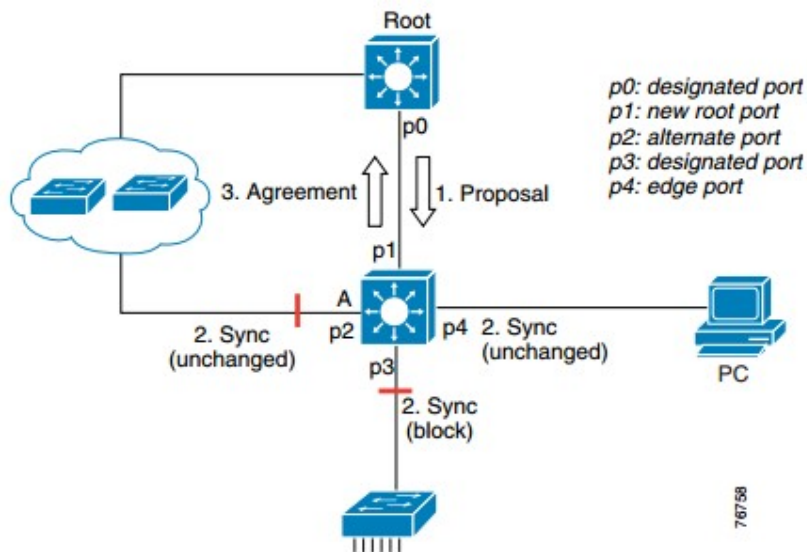 Root
p0
p0: designated port
p1: new root port
p2: alternate port
p3: designated port
p4: edge port
3. Agreement
1. Proposal
p1
A
p2
p4
2. Sync
(unchanged)
2. Sync
(unchanged)
p3
PC
2. Sync
(block)
76758